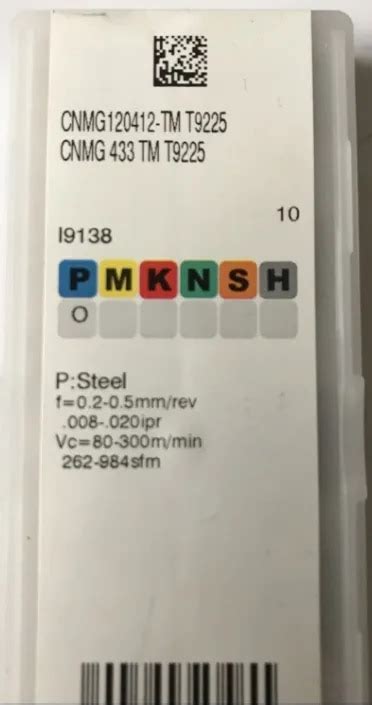 CNMG120412-TM T9225
CNMG 433 TM T9225
10
I9138
P M K N S H
O
P:Steel
f=0.2-0.5mm/rev
.008-.020ipr
Vc=80-300m/min
262-984sfm